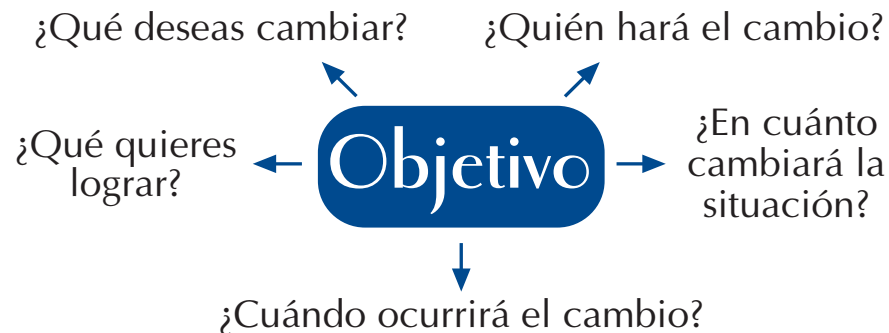 ¿Qué deseas cambiar?
¿Quién hará el cambio?
¿Qué quieres
lograr?
Objetivo
¿En cuánto
cambiará la
situación?
¿Cuándo ocurrirá el cambio?